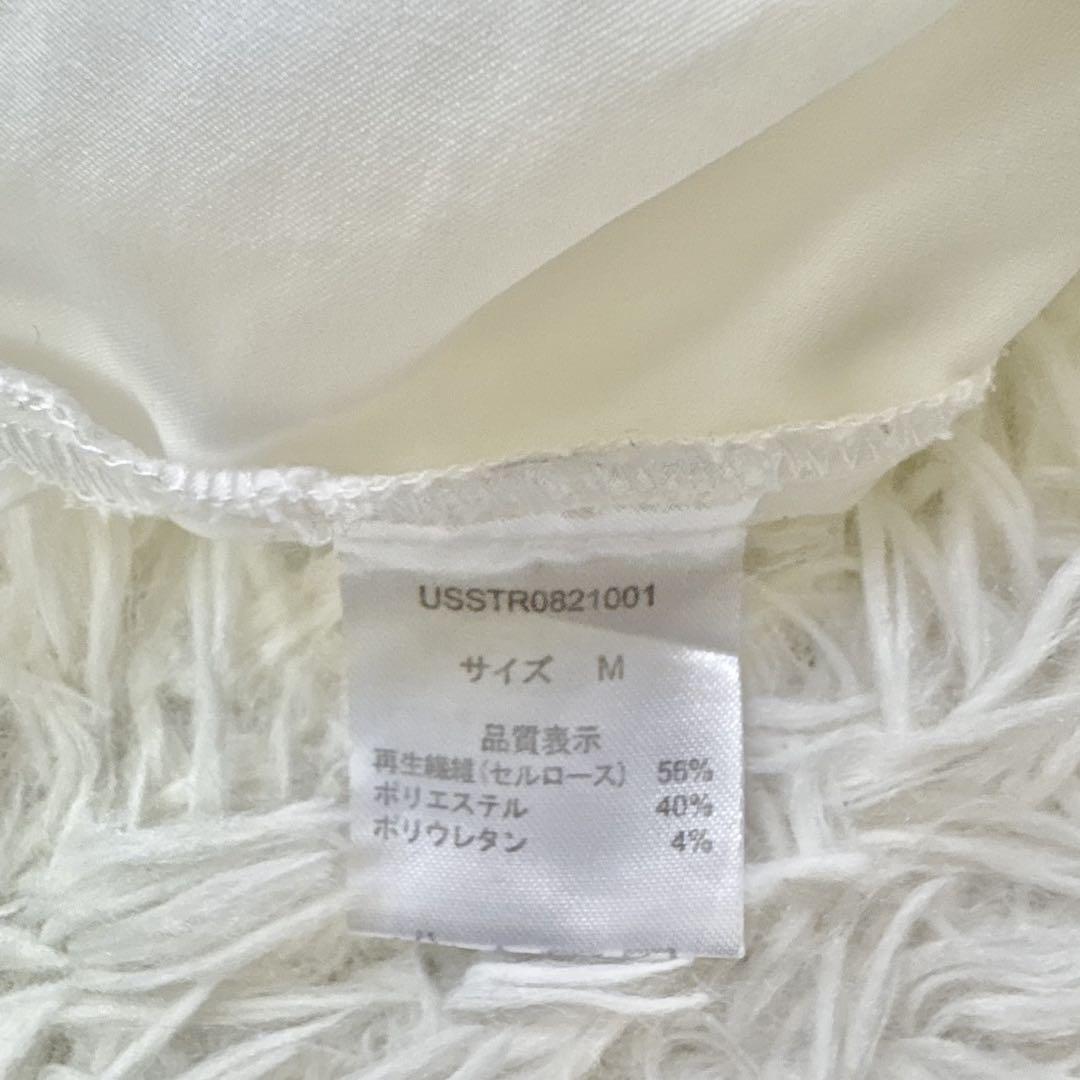 USSTR0821001
サイズ M
品質表示
再生繊維(セルロース) 56%
ポリエステル 40%
ポリウレタン 4%